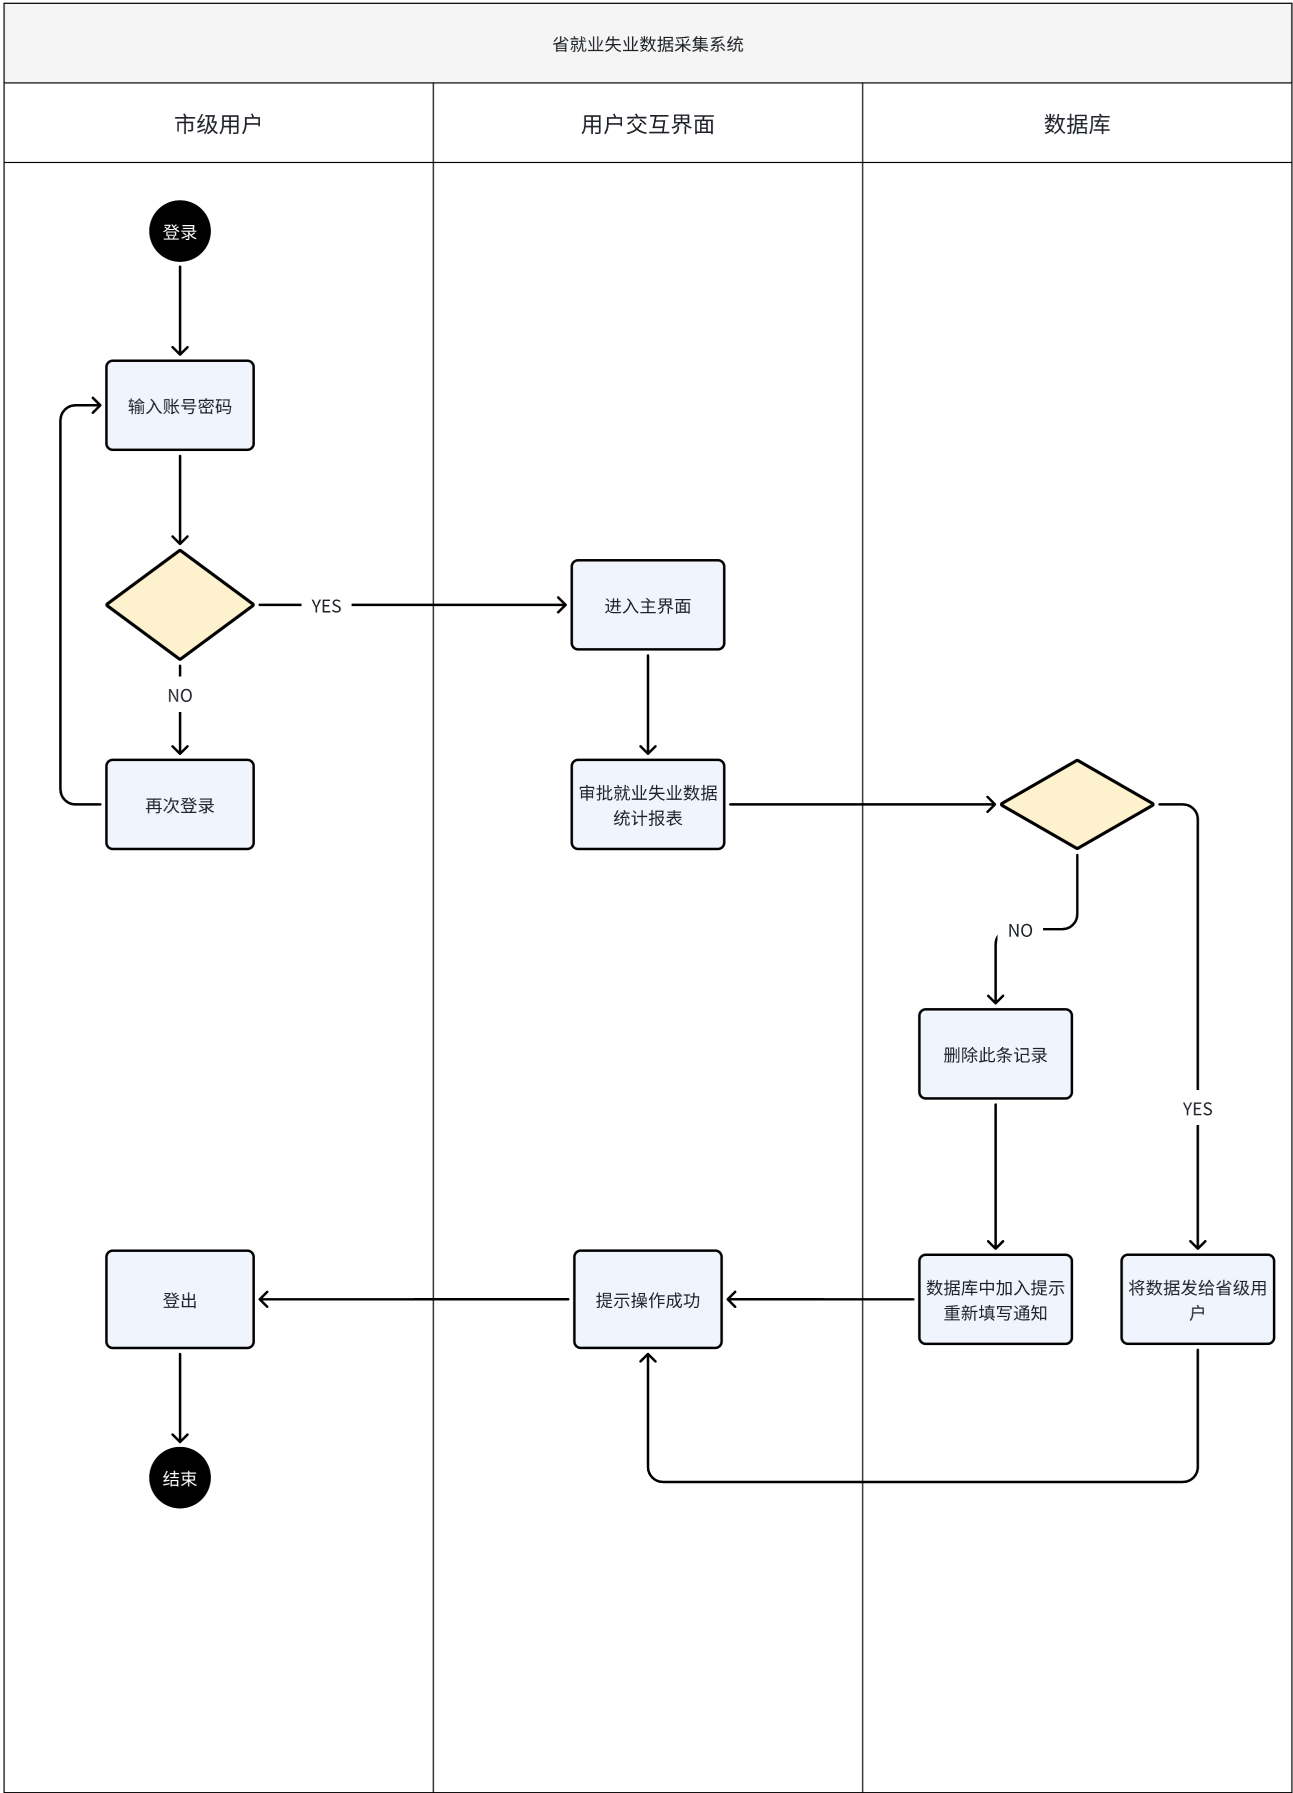 省就业失业数据采集系统
市级用户
用户交互界面
数据库
登录
输入账号密码
YES
进入主界面
NO
再次登录
审批就业失业数据
统计报表
NO
删除此条记录
YES
登出
提示操作成功
数据库中加入提示
重新填写通知
将数据发给省级用
户
结束